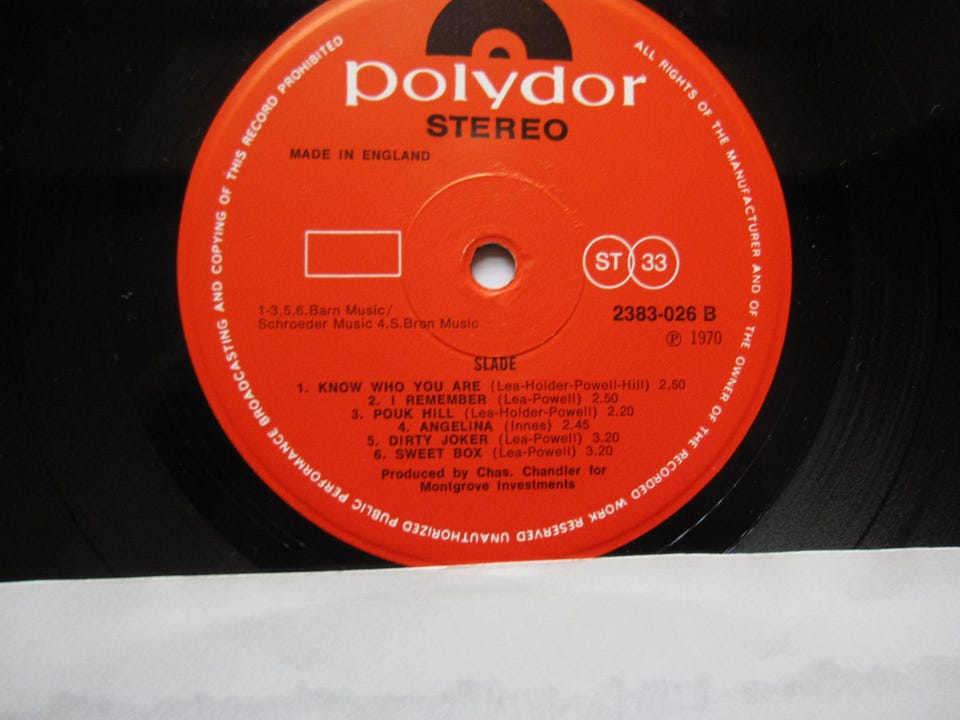 polydor
STEREO
MADE IN ENGLAND
ST 33
1-3,5,6.Barn Music/
Schroeder Music 4.S.Bron Music
2383-026 B
℗ 1970
SLADE
1. KNOW WHO YOU ARE (Lea-Holder-Powell-Hill) 2.50
2. I REMEMBER (Lea-Powell) 2.50
3. POUK HILL (Lea-Holder-Powell) 2.20
4. ANGELINA (Innes) 2.45
5. DIRTY JOKER (Lea-Powell) 3.20
6. SWEET BOX (Lea-Powell) 3.20
Produced by Chas. Chandler for
Montgrove Investments
ALL RIGHTS OF THE MANUFACTURER AND OF THE OWNER OF THE RECORDED WORK RESERVED UNAUTHORIZED PUBLIC PERFORMANCE BROADCASTING AND COPYING OF THIS RECORD PROHIBITED